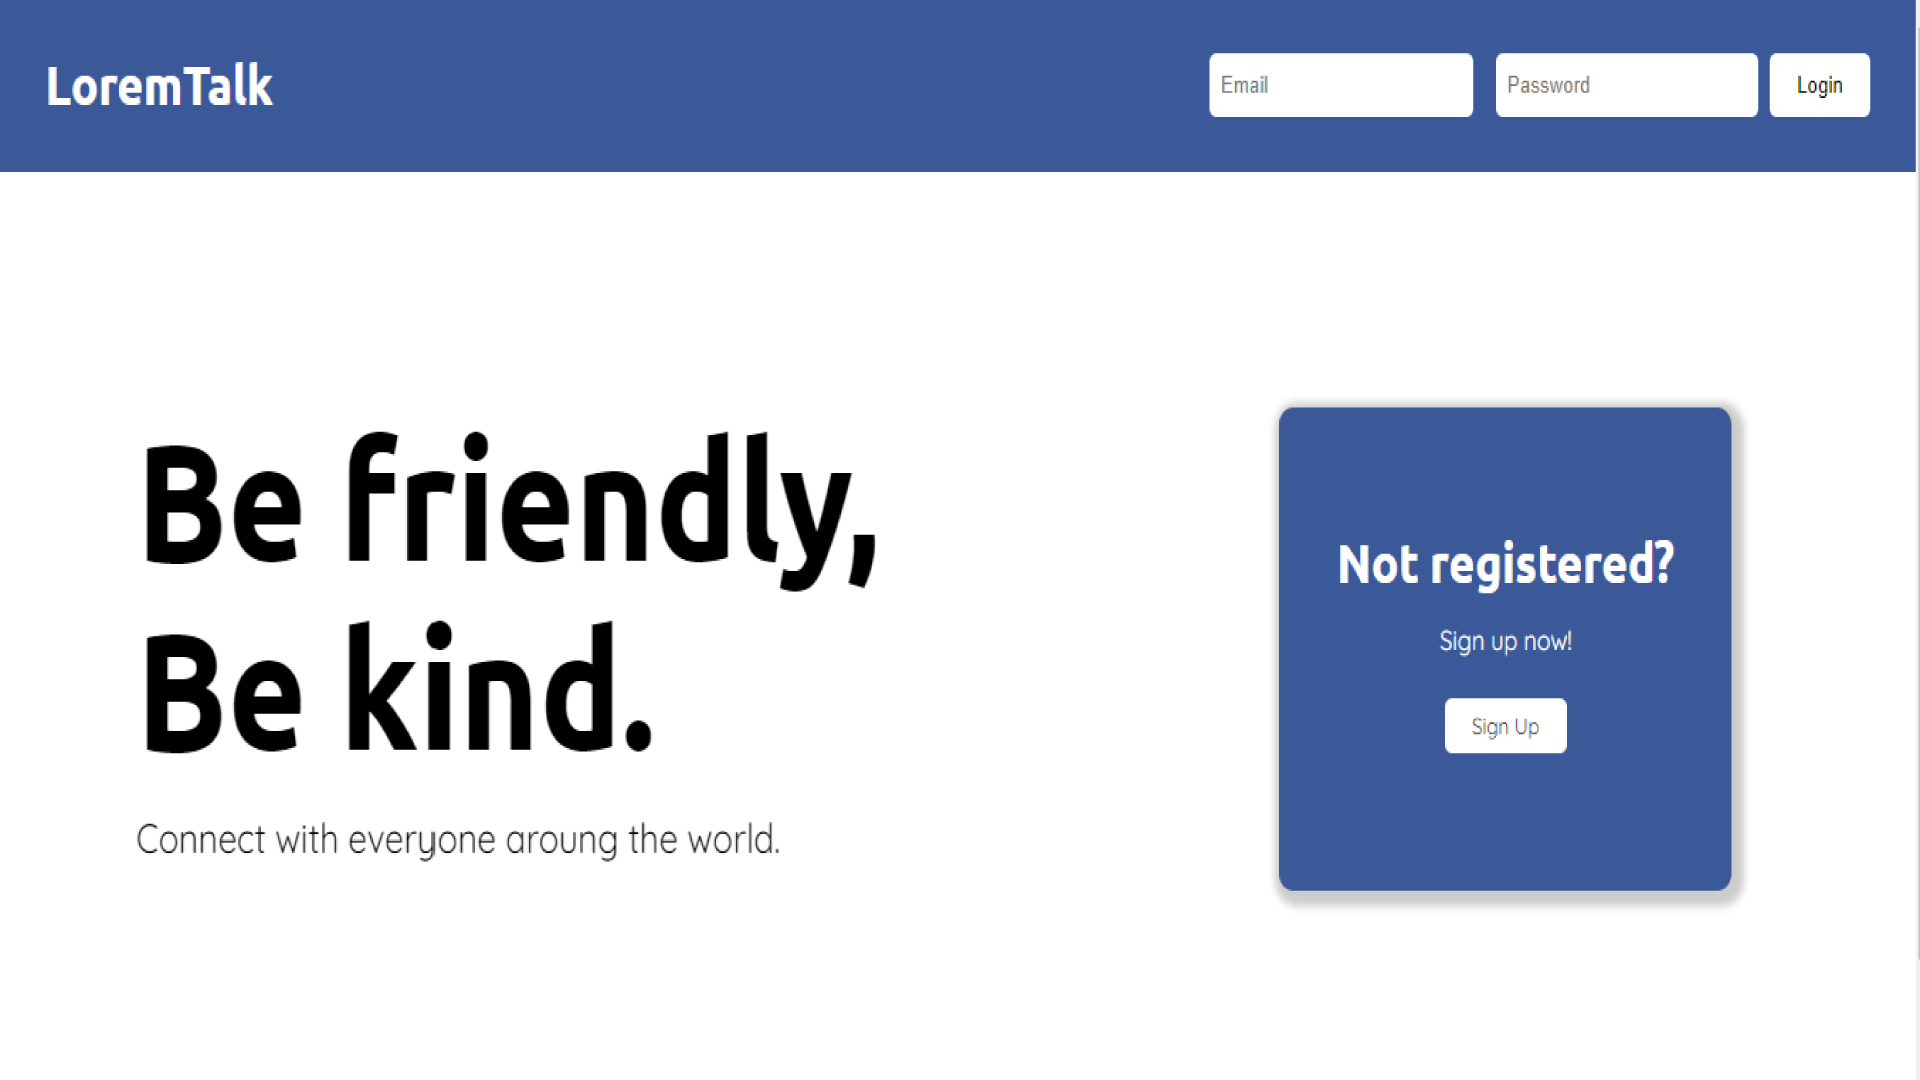 LoremTalk
Email
Password
Login
Be friendly,
Be kind.
Connect with everyone aroung the world.
Not registered?
Sign up now!
Sign Up